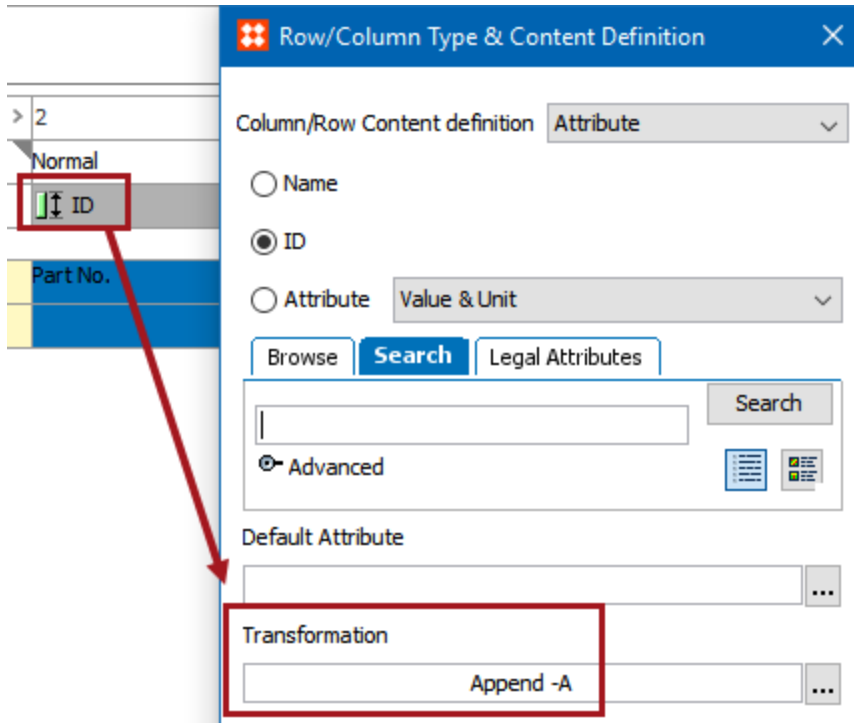 Row/Column Type & Content Definition
2
Column/Row Content definition Attribute
Normal
Name
ID
ID
Part No.
Attribute Value & Unit
Browse Search Legal Attributes
Search
Advanced
Default Attribute
...
Transformation
Append -A ...